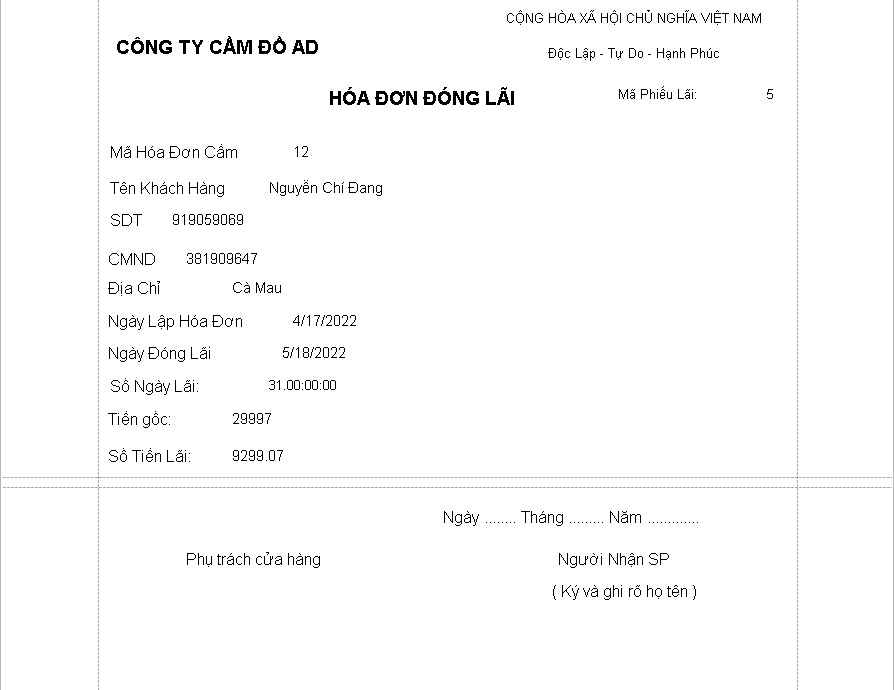 CỘNG HÒA XÃ HỘI CHỦ NGHĨA VIỆT NAM
CÔNG TY CẦM ĐỒ AD
Độc Lập - Tự Do - Hạnh Phúc
HÓA ĐƠN ĐÓNG LÃI
Mã Phiếu Lãi: 5
Mã Hóa Đơn Cầm 12
Tên Khách Hàng Nguyễn Chí Đang
SDT 919059069
CMND 381909647
Địa Chỉ Cà Mau
Ngày Lập Hóa Đơn 4/17/2022
Ngày Đóng Lãi 5/18/2022
Số Ngày Lãi: 31.00:00:00
Tiền gốc: 29997
Số Tiền Lãi: 9299.07
Ngày ........ Tháng ......... Năm .............
Phụ trách cửa hàng Người Nhận SP
( Ký và ghi rõ họ tên )